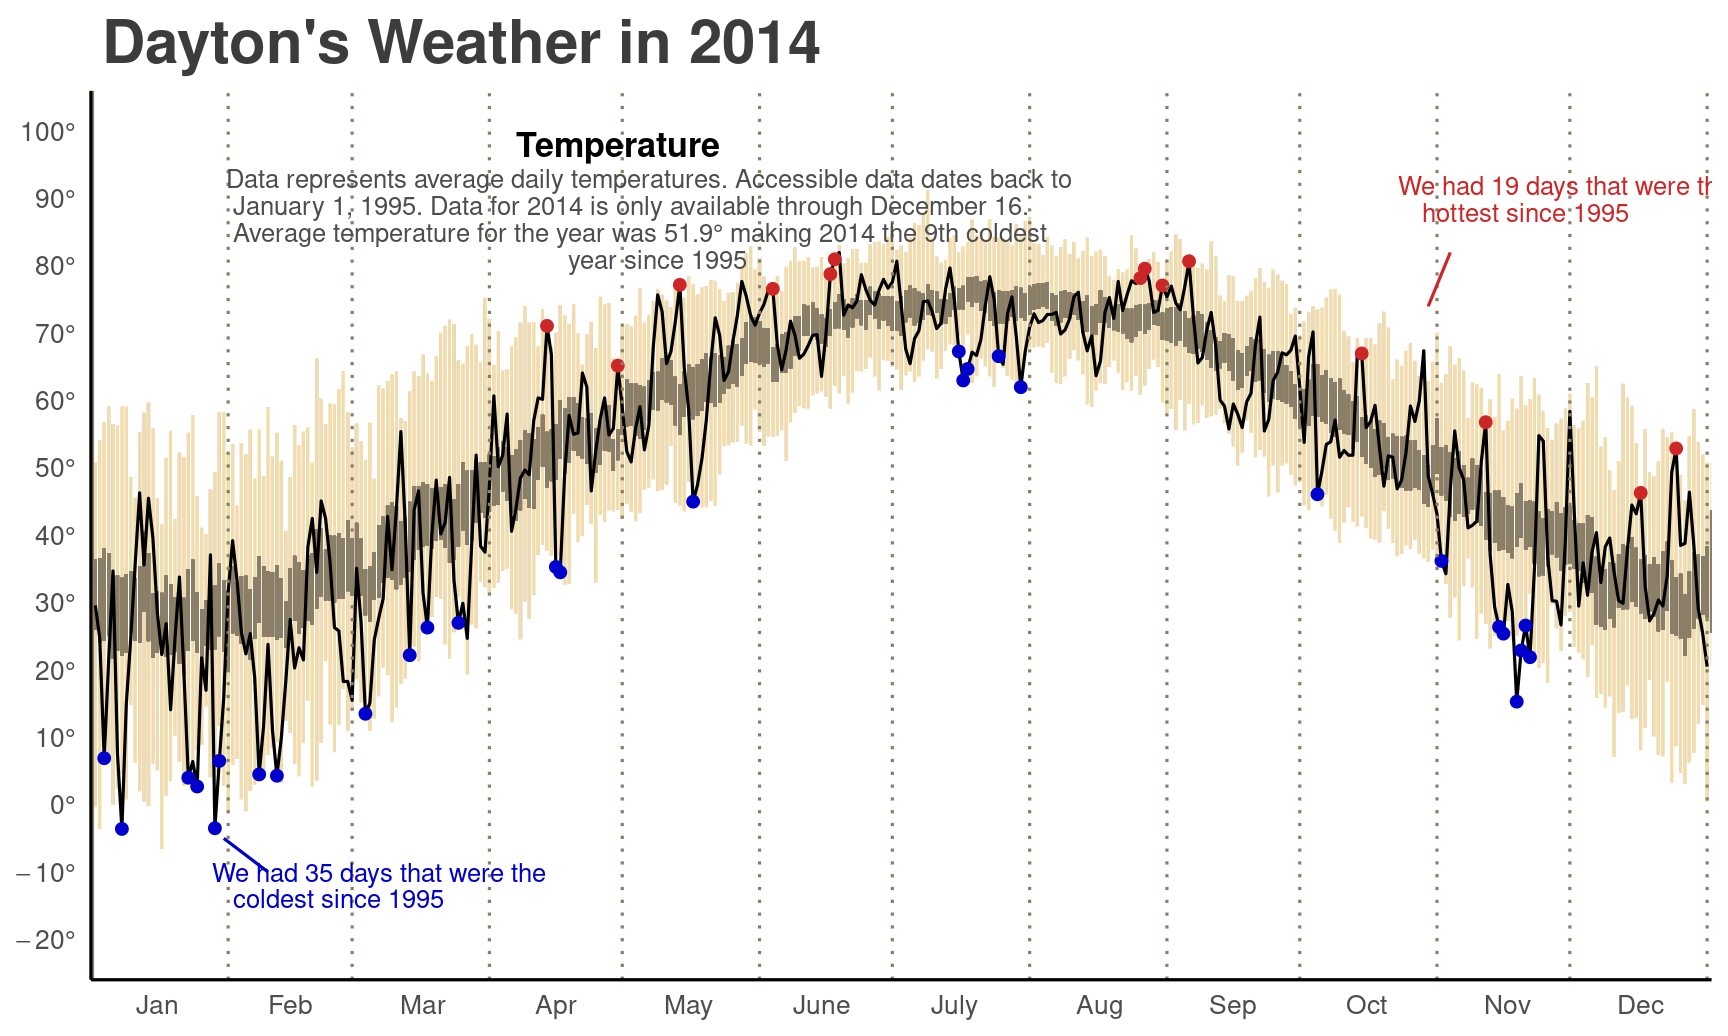 Dayton's Weather in 2014
100°
90°
80°
70°
60°
50°
40°
30°
20°
10°
0°
−10°
−20°
Temperature
Data represents average daily temperatures. Accessible data dates back to
January 1, 1995. Data for 2014 is only available through December 16.
Average temperature for the year was 51.9° making 2014 the 9th coldest
year since 1995
We had 19 days that were th
hottest since 1995
We had 35 days that were the
coldest since 1995
Jan Feb Mar Apr May June July Aug Sep Oct Nov Dec